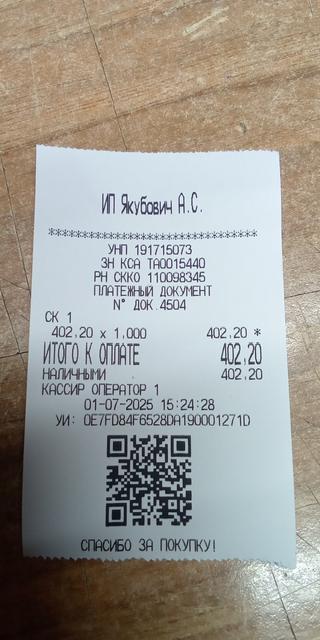 ИП Якубович А.С.
****************************************
УНП 191715073
ЗН КСА ТА0015440
РН СККО 110098345
ПЛАТЕЖНЫЙ ДОКУМЕНТ
N° ДОК.4504
СК 1
402,20 x 1,000 402,20 *
ИТОГО К ОПЛАТЕ 402,20
НАЛИЧНЫМИ 402,20
КАССИР ОПЕРАТОР 1
01-07-2025 15:24:28
УИ: 0E7FD84F6528DA190001271D
СПАСИБО ЗА ПОКУПКУ!